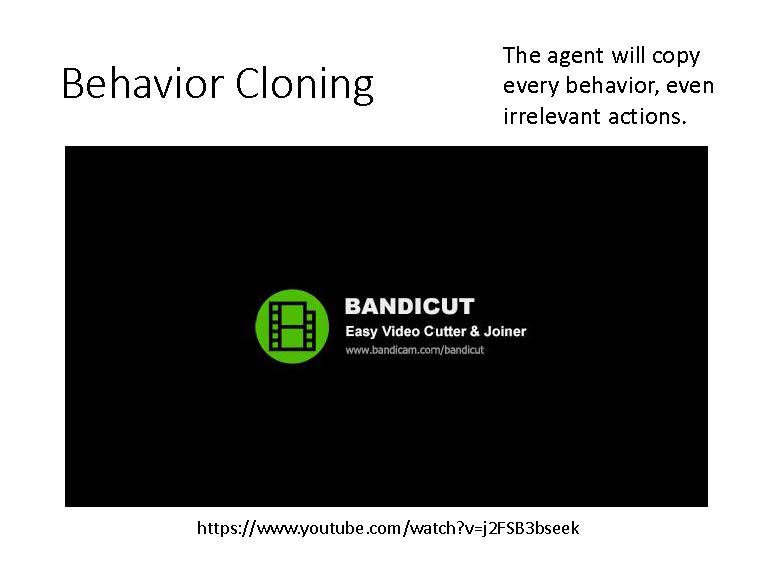 Behavior Cloning
The agent will copy
every behavior, even
irrelevant actions.
BANDICUT
Easy Video Cutter & Joiner
www.bandicam.com/bandicut
https://www.youtube.com/watch?v=j2FSB3bseek